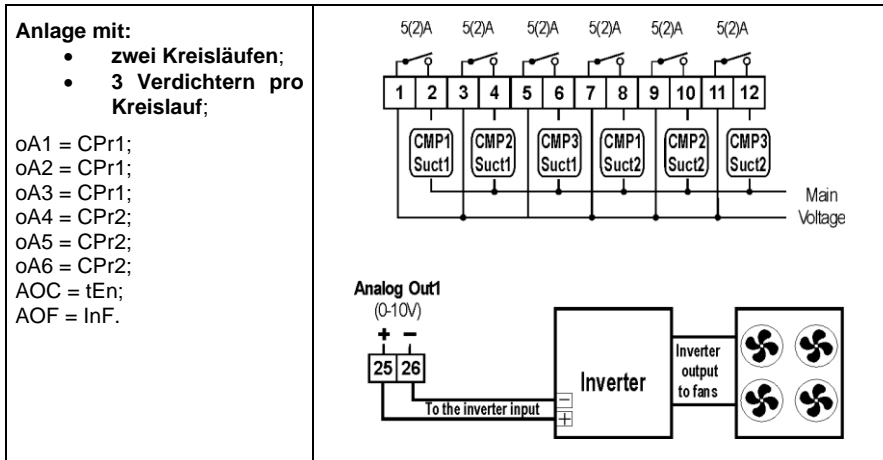 Anlage mit:
• zwei Kreisläufen;
• 3 Verdichtern pro
Kreislauf;
oA1 = CPr1;
oA2 = CPr1;
oA3 = CPr1;
oA4 = CPr2;
oA5 = CPr2;
oA6 = CPr2;
AOC = tEn;
AOF = InF.
5(2)A 5(2)A 5(2)A 5(2)A 5(2)A 5(2)A
1 2 3 4 5 6 7 8 9 10 11 12
CMP1 CMP2 CMP3 CMP1 CMP2 CMP3
Suct1 Suct1 Suct1 Suct2 Suct2 Suct2
Main
Voltage
Analog Out1
(0-10V)
+ −
25 26
To the inverter input
−
+
Inverter
Inverter
output
to fans